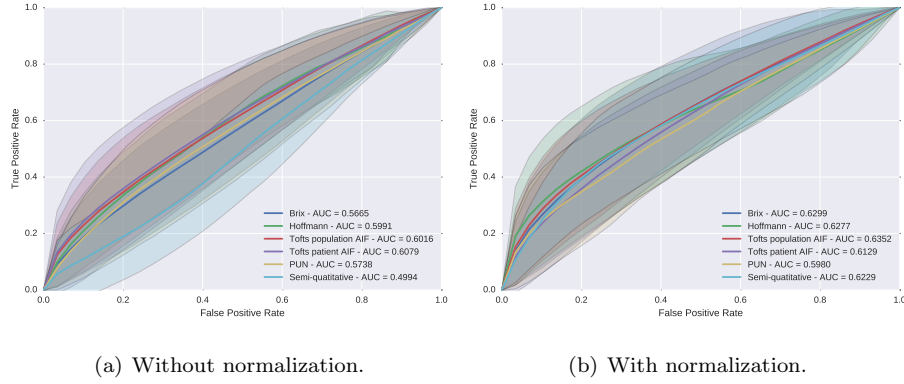 1.0
0.8
0.6
0.4
0.2
0.0
True Positive Rate
Brix - AUC = 0.5665
Hoffmann - AUC = 0.5991
Tofts population AIF - AUC = 0.6016
Tofts patient AIF - AUC = 0.6079
PUN - AUC = 0.5738
Semi-quatitative - AUC = 0.4994
0.0 0.2 0.4 0.6 0.8 1.0
False Positive Rate
(a) Without normalization.
1.0
0.8
0.6
0.4
0.2
0.0
True Positive Rate
Brix - AUC = 0.6299
Hoffmann - AUC = 0.6277
Tofts population AIF - AUC = 0.6352
Tofts patient AIF - AUC = 0.6129
PUN - AUC = 0.5980
Semi-quatitative - AUC = 0.6229
0.0 0.2 0.4 0.6 0.8 1.0
False Positive Rate
(b) With normalization.